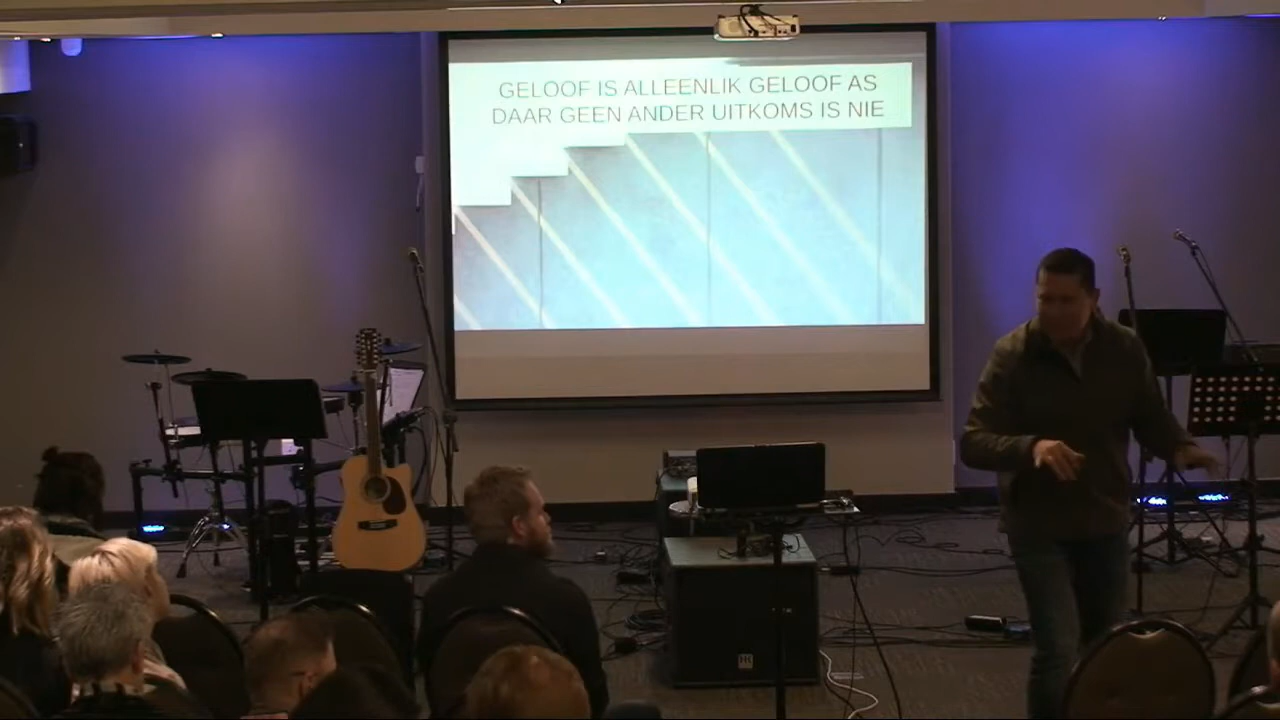 GELOOF IS ALLEENLIK GELOOF AS
DAAR GEEN ANDER UITKOMS IS NIE